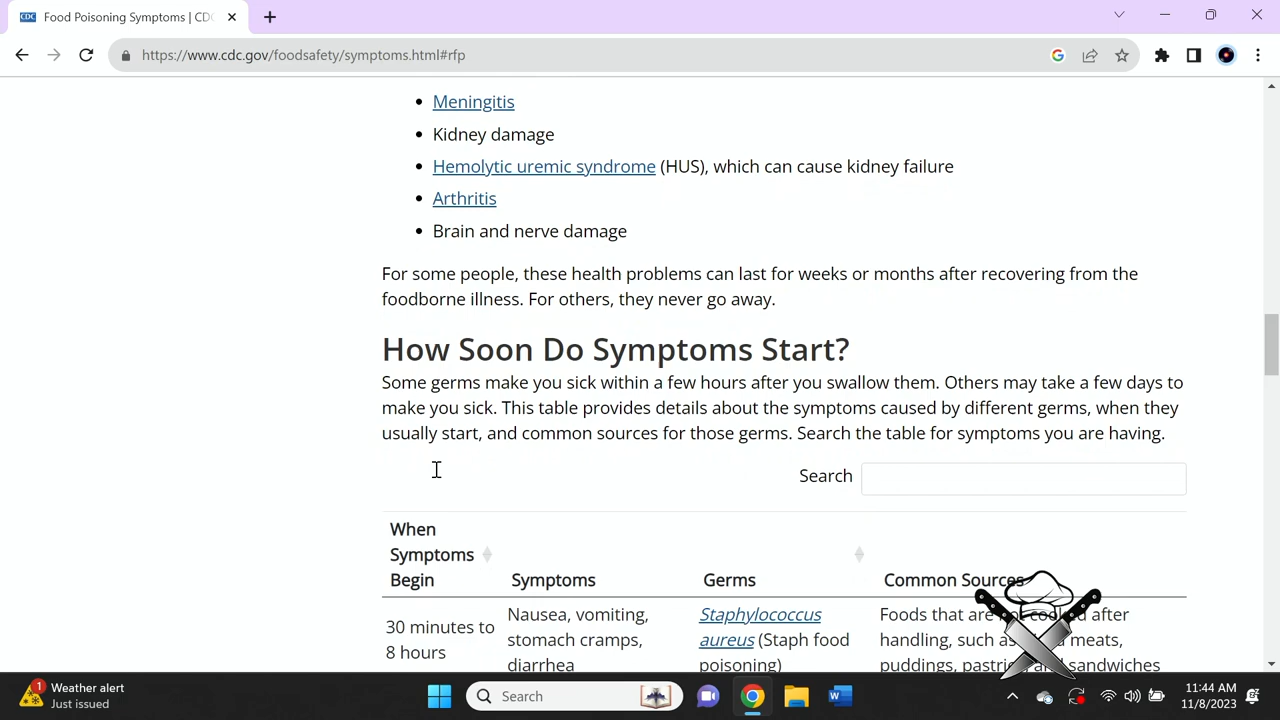 CDC Food Poisoning Symptoms | CDC
https://www.cdc.gov/foodsafety/symptoms.html#rfp
• Meningitis
• Kidney damage
• Hemolytic uremic syndrome (HUS), which can cause kidney failure
• Arthritis
• Brain and nerve damage
For some people, these health problems can last for weeks or months after recovering from the
foodborne illness. For others, they never go away.
How Soon Do Symptoms Start?
Some germs make you sick within a few hours after you swallow them. Others may take a few days to
make you sick. This table provides details about the symptoms caused by different germs, when they
usually start, and common sources for those germs. Search the table for symptoms you are having.
Search
When
Symptoms
Begin
Symptoms
Germs
Common Sources
30 minutes to
8 hours
Nausea, vomiting,
stomach cramps,
diarrhea
Staphylococcus
aureus (Staph food
poisoning)
Foods that are not cooked after
handling, such as meats,
puddings, pastries, and sandwiches
1
Weather alert
Just issued
Search
11:44 AM
11/8/2023